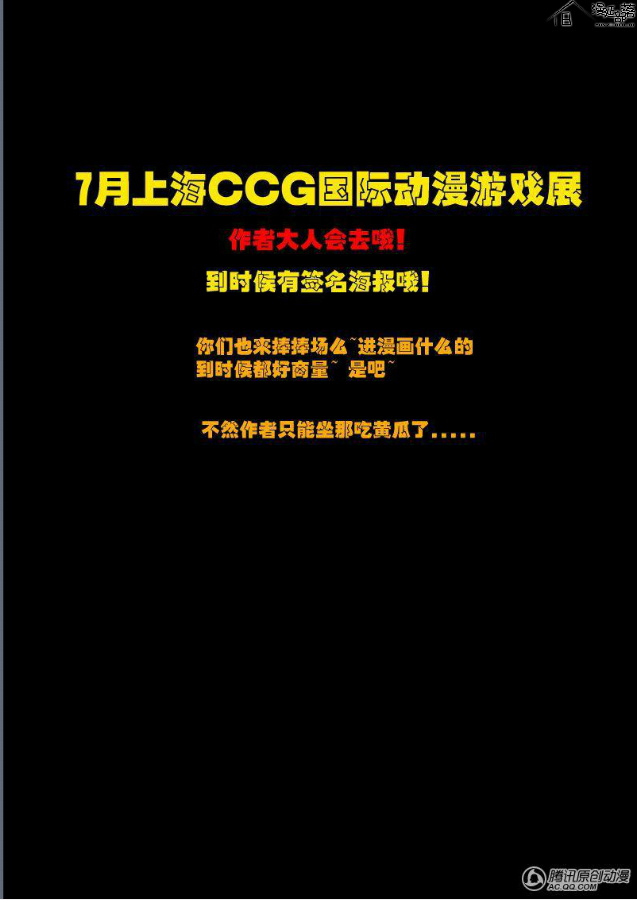 7月上海CCG国际动漫游戏展
作者大人会去哦!
到时候有签名海报哦!
你们也来捧捧场么~进漫画什么的
到时候都好商量~ 是吧~
不然作者只能坐那吃黄瓜了.....
腾讯原创动漫
AC.QQ.COM